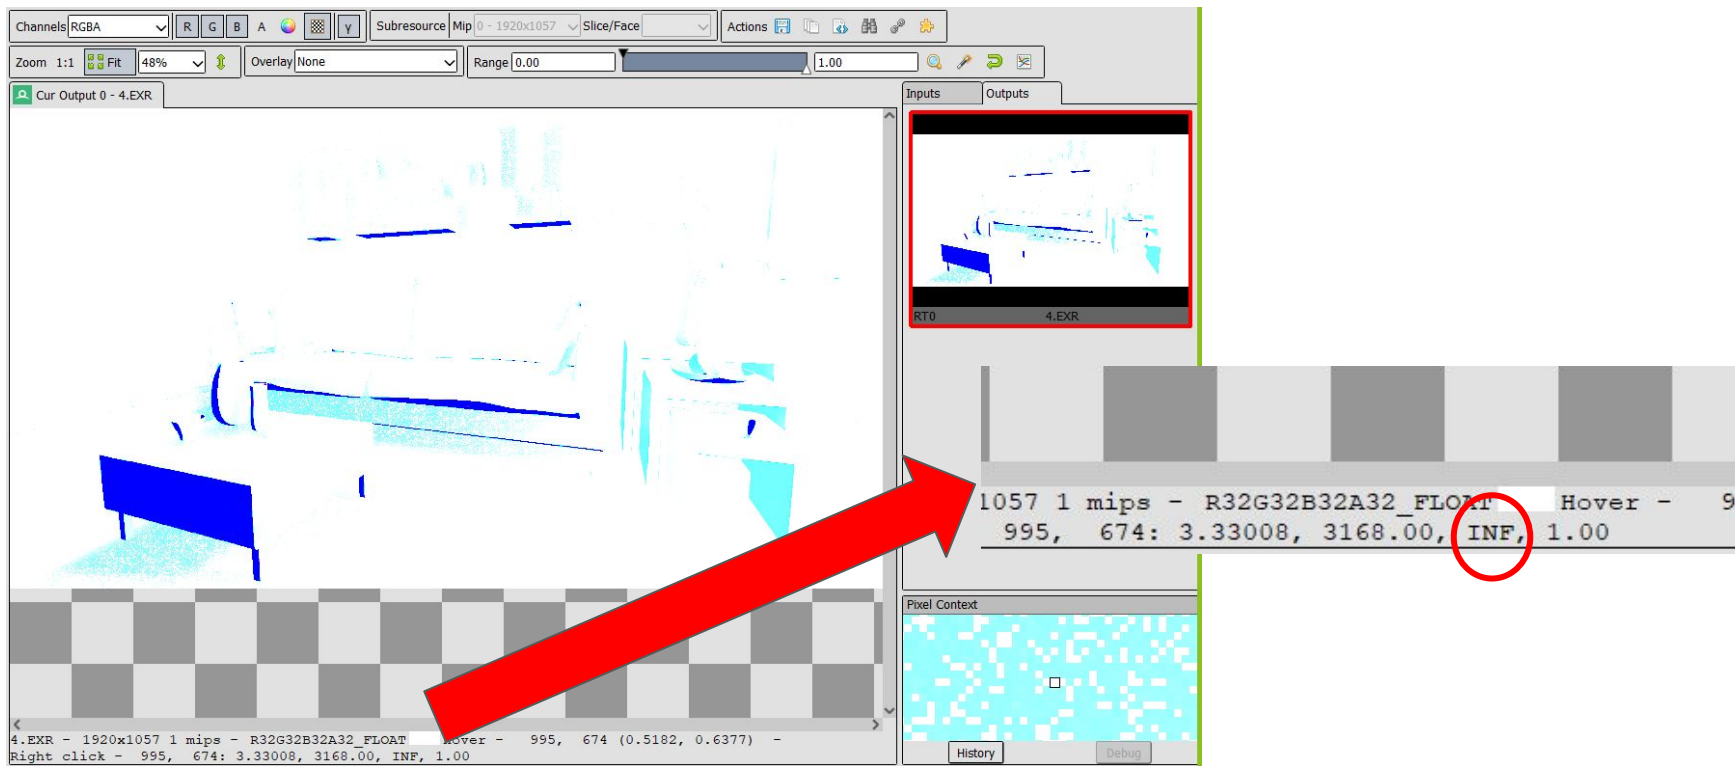 Channels RGBA R G B A γ Subresource Mip 0 - 1920x1057 Slice/Face Actions
Zoom 1:1 Fit 48% Overlay None Range 0.00 1.00
Cur Output 0 - 4.EXR
Inputs Outputs
RT0 4.EXR
1057 1 mips - R32G32B32A32_FLOAT Hover - 9
995, 674: 3.33008, 3168.00, INF, 1.00
Pixel Context
History Debug
4.EXR - 1920x1057 1 mips - R32G32B32A32_FLOAT Hover - 995, 674 (0.5182, 0.6377) -
Right click - 995, 674: 3.33008, 3168.00, INF, 1.00